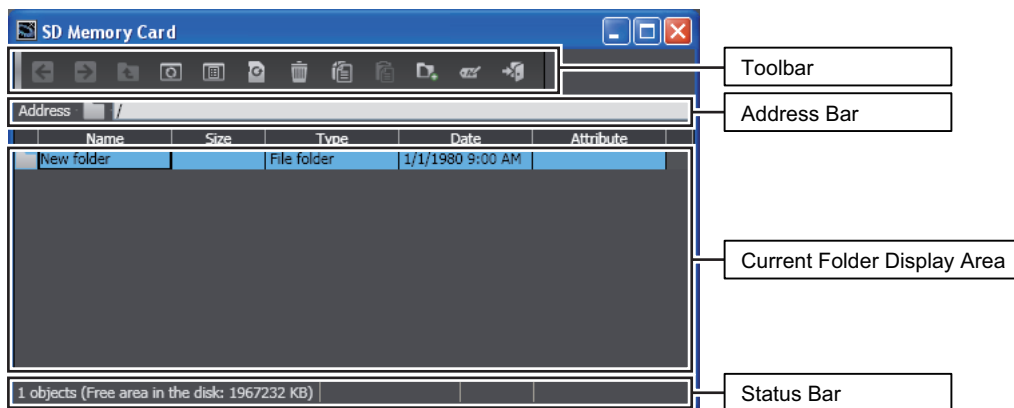 SD Memory Card
Toolbar
Address /
Address Bar
Name Size Type Date Attribute
New folder File folder 1/1/1980 9:00 AM
Current Folder Display Area
1 objects (Free area in the disk: 1967232 KB)
Status Bar